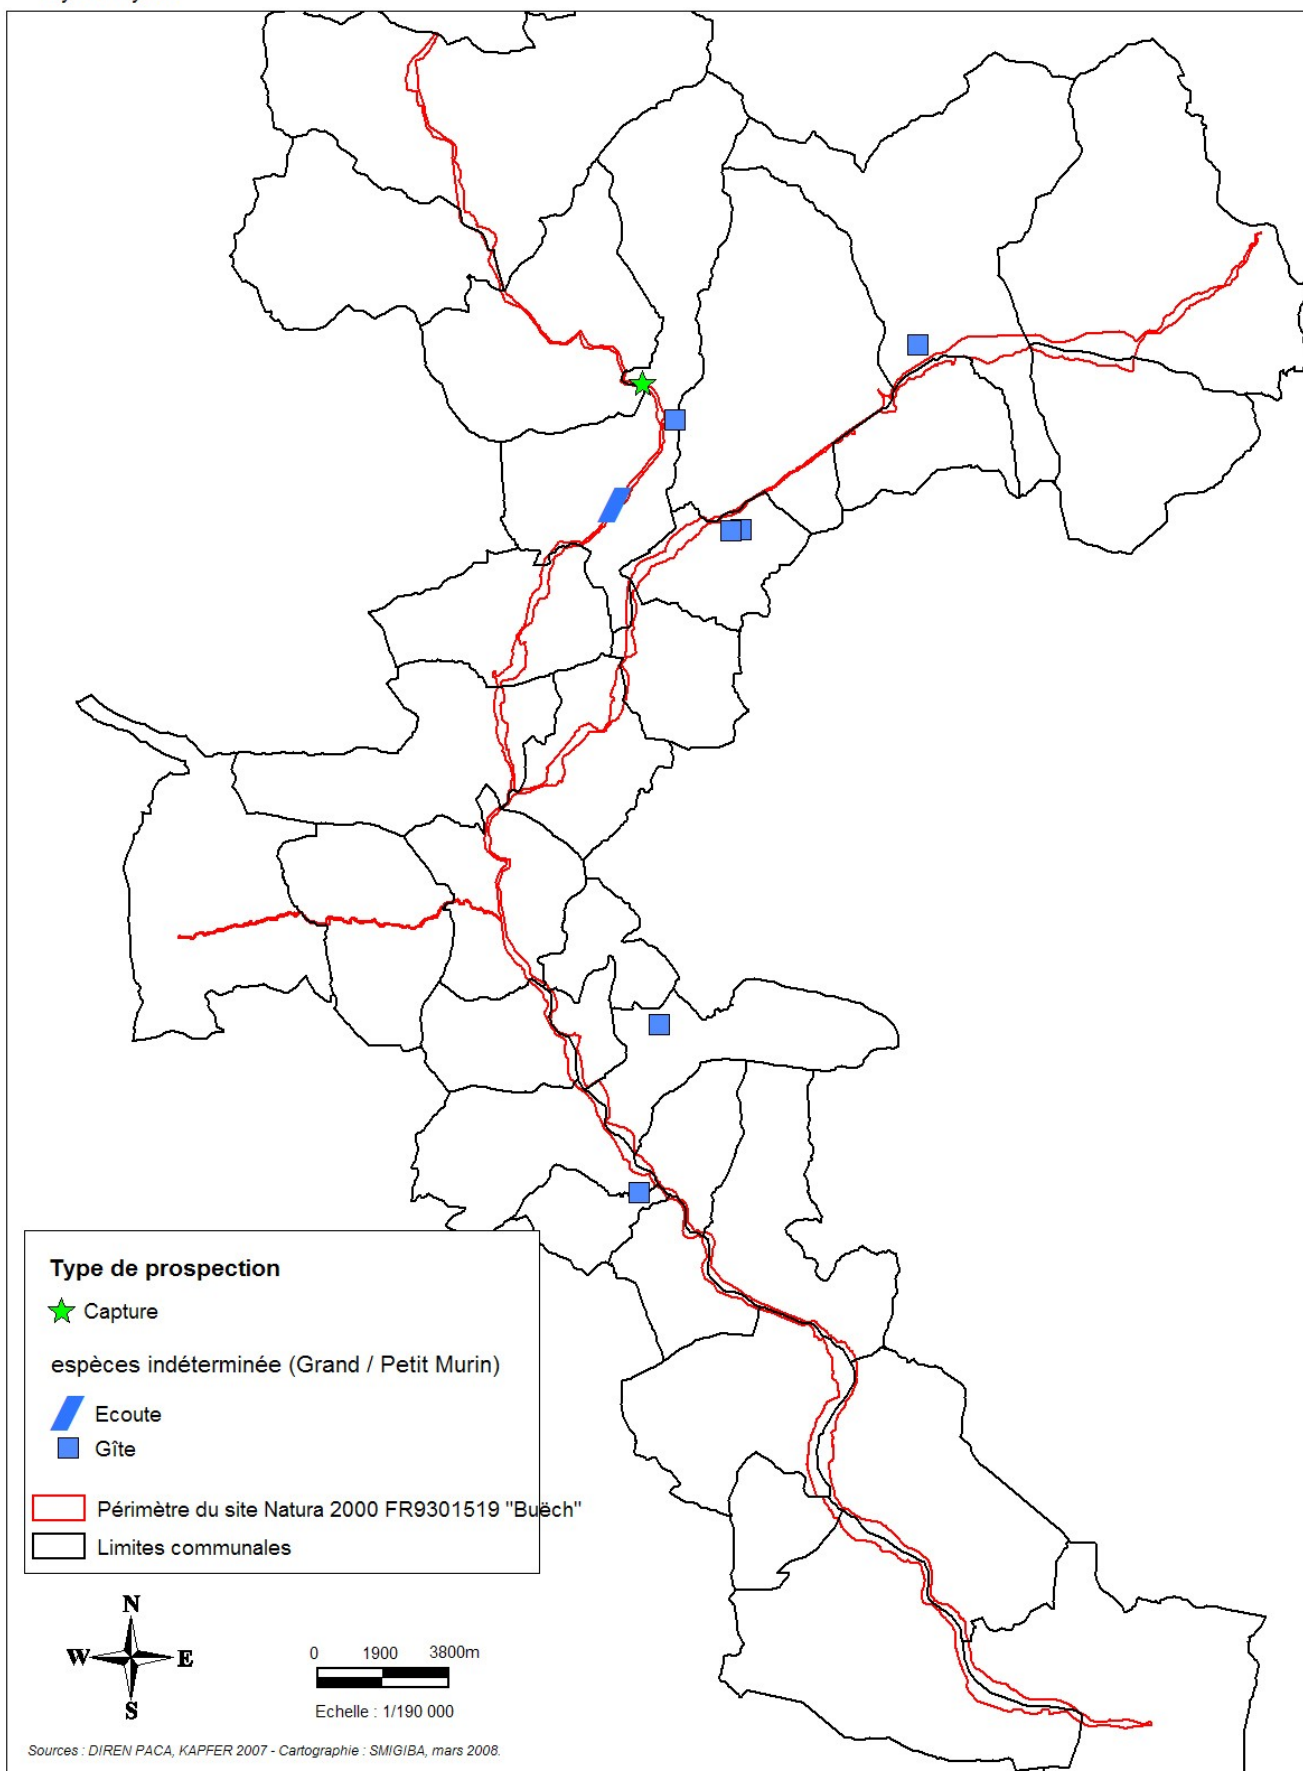 Type de prospection
Capture
espèces indéterminée (Grand / Petit Murin)
Ecoute
Gîte
Périmètre du site Natura 2000 FR9301519 "Buëch"
Limites communales
N
W E
S
0 1900 3800m
Echelle : 1/190 000
Sources : DIREN PACA, KAPFER 2007 - Cartographie : SMIGIBA, mars 2008.